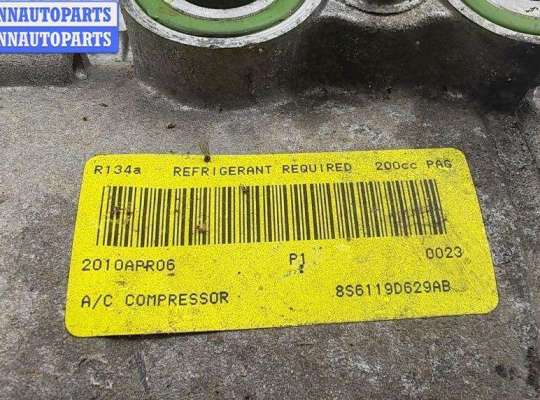 NNAUTOPARTS
NNAUTOPARTS
R134a REFRIGERANT REQUIRED 200cc PAG
2010APR06 P1 0023
A/C COMPRESSOR 8S6119D629AB